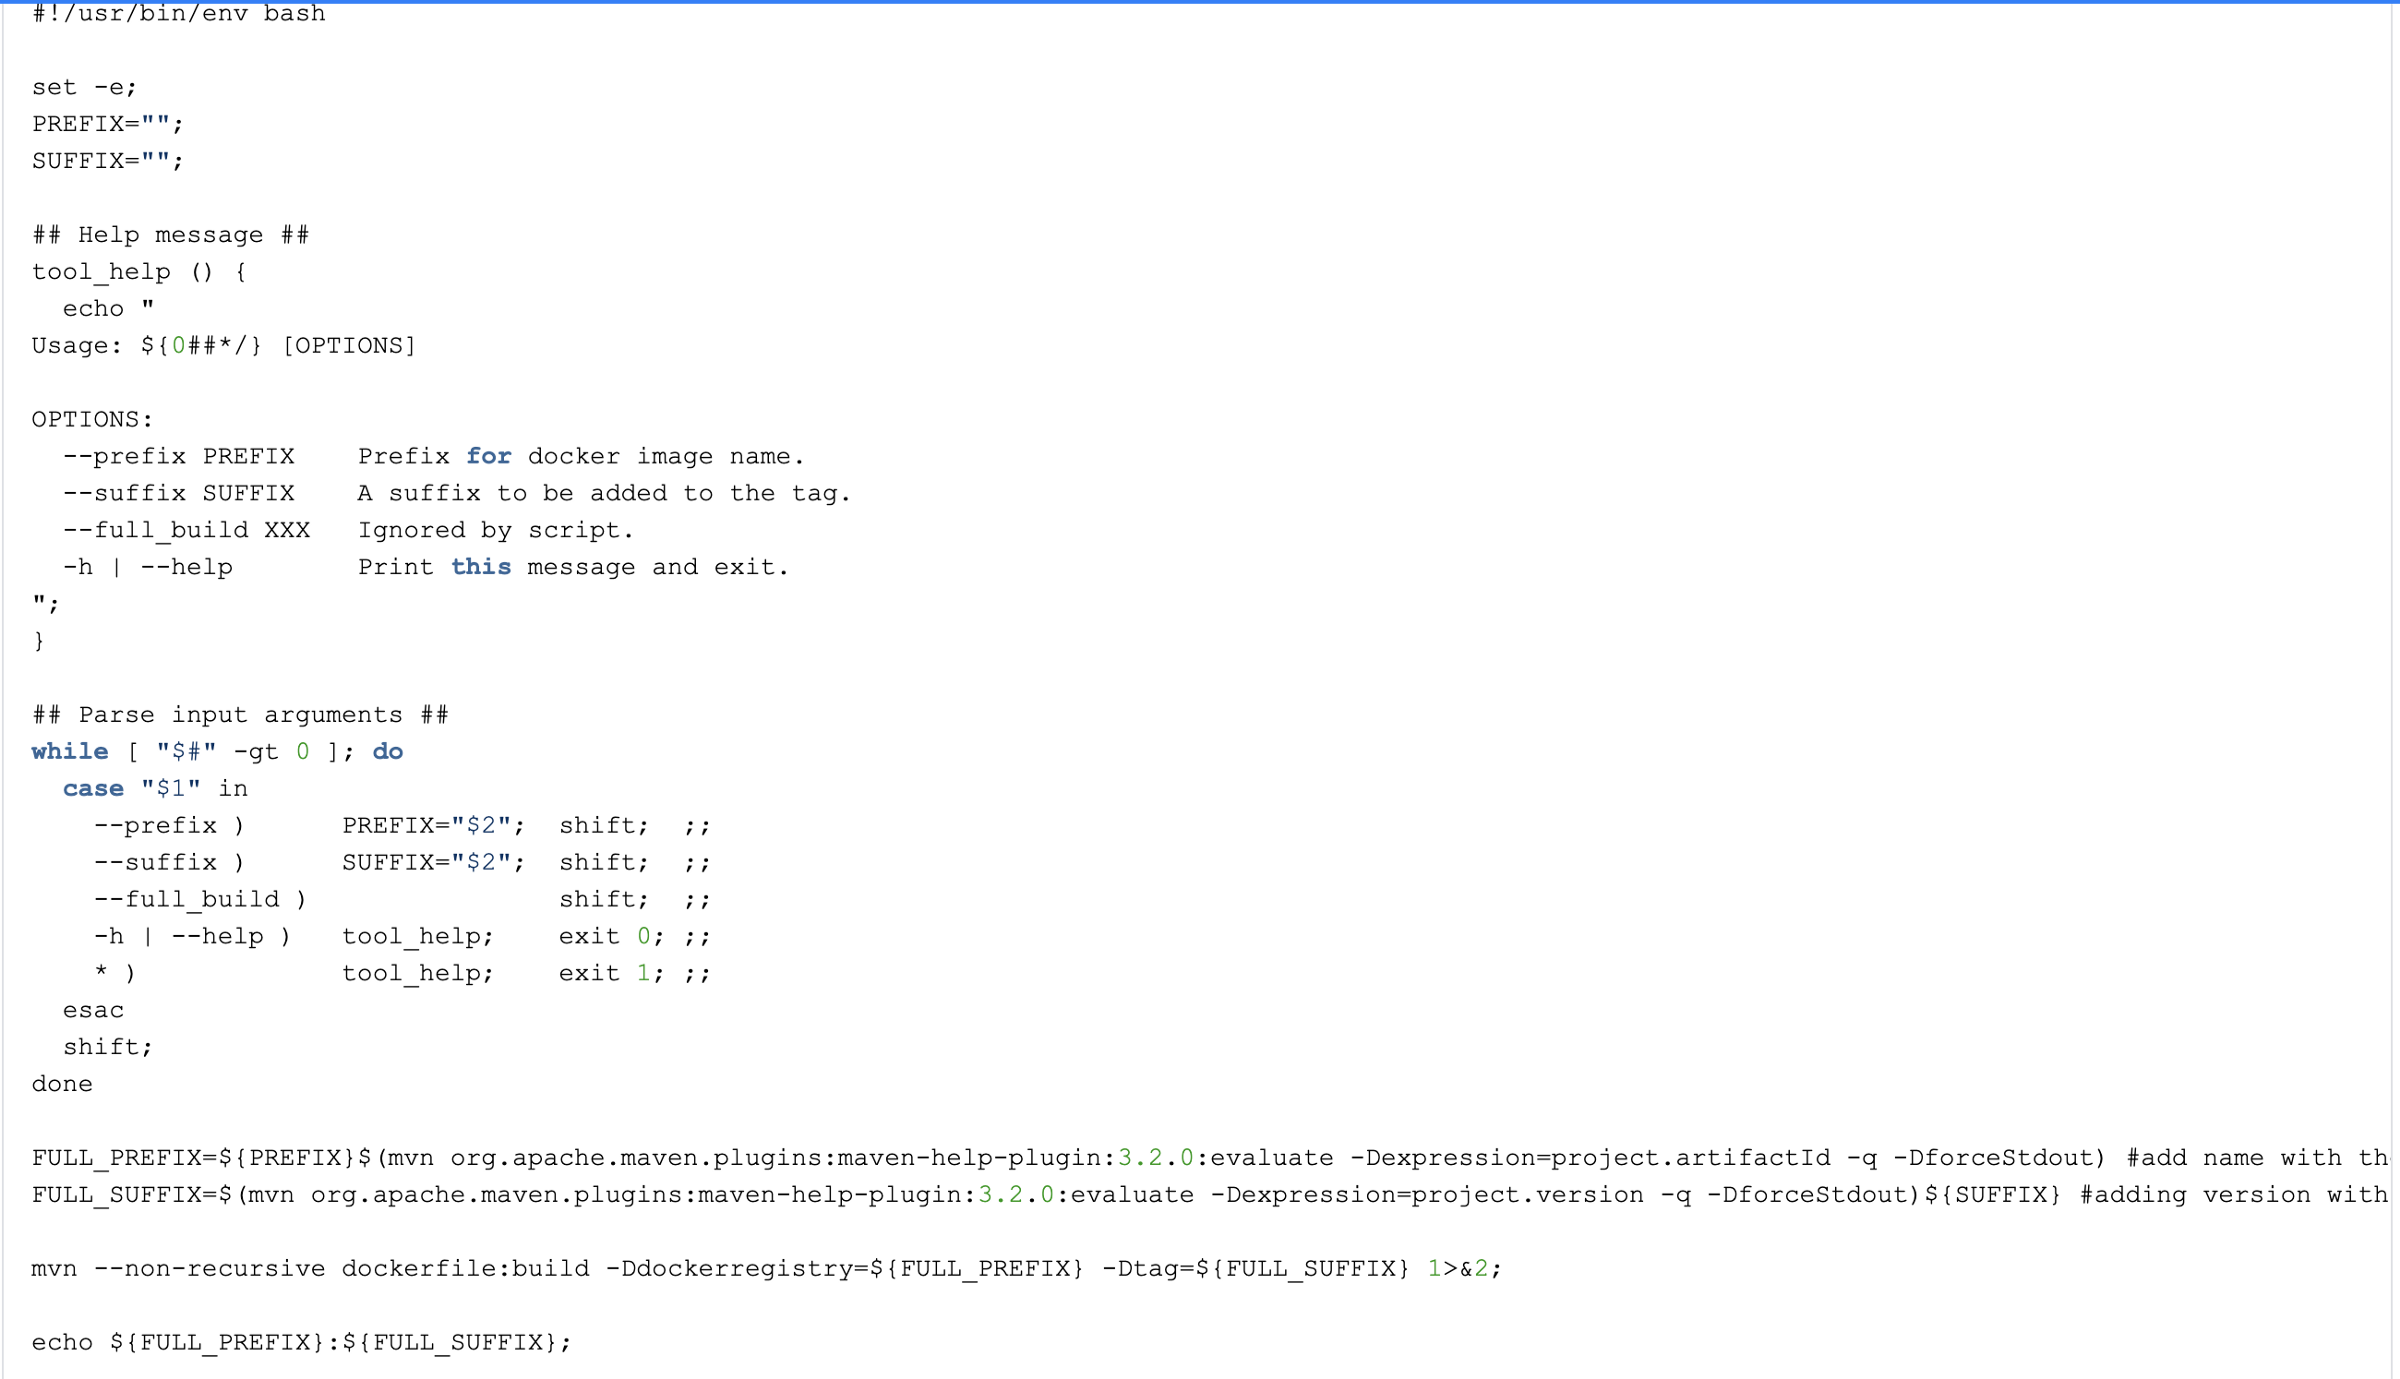 #!/usr/bin/env bash
set -e;
PREFIX="";
SUFFIX="";
## Help message ##
tool_help () {
  echo "
Usage: ${0##*/} [OPTIONS]
OPTIONS:
  --prefix PREFIX    Prefix for docker image name.
  --suffix SUFFIX    A suffix to be added to the tag.
  --full_build XXX   Ignored by script.
  -h | --help        Print this message and exit.
";
}
## Parse input arguments ##
while [ "$#" -gt 0 ]; do
  case "$1" in
    --prefix )      PREFIX="$2";  shift;  ;;
    --suffix )      SUFFIX="$2";  shift;  ;;
    --full_build )                shift;  ;;
    -h | --help )   tool_help;    exit 0; ;;
    * )             tool_help;    exit 1; ;;
  esac
  shift;
done
FULL_PREFIX=${PREFIX}$(mvn org.apache.maven.plugins:maven-help-plugin:3.2.0:evaluate -Dexpression=project.artifactId -q -DforceStdout) #add name with th
FULL_SUFFIX=$(mvn org.apache.maven.plugins:maven-help-plugin:3.2.0:evaluate -Dexpression=project.version -q -DforceStdout)${SUFFIX} #adding version with
mvn --non-recursive dockerfile:build -Ddockerregistry=${FULL_PREFIX} -Dtag=${FULL_SUFFIX} 1>&2;
echo ${FULL_PREFIX}:${FULL_SUFFIX};